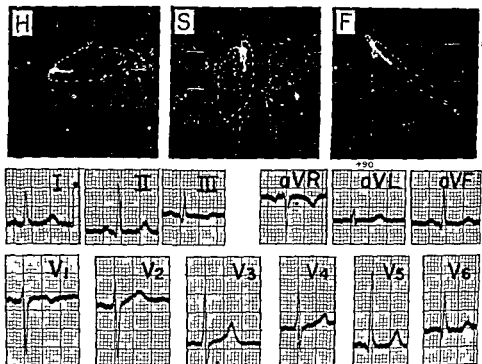 H S F
+90
I II III aVR aVL aVF
V1 V2 V3 V4 V5 V6